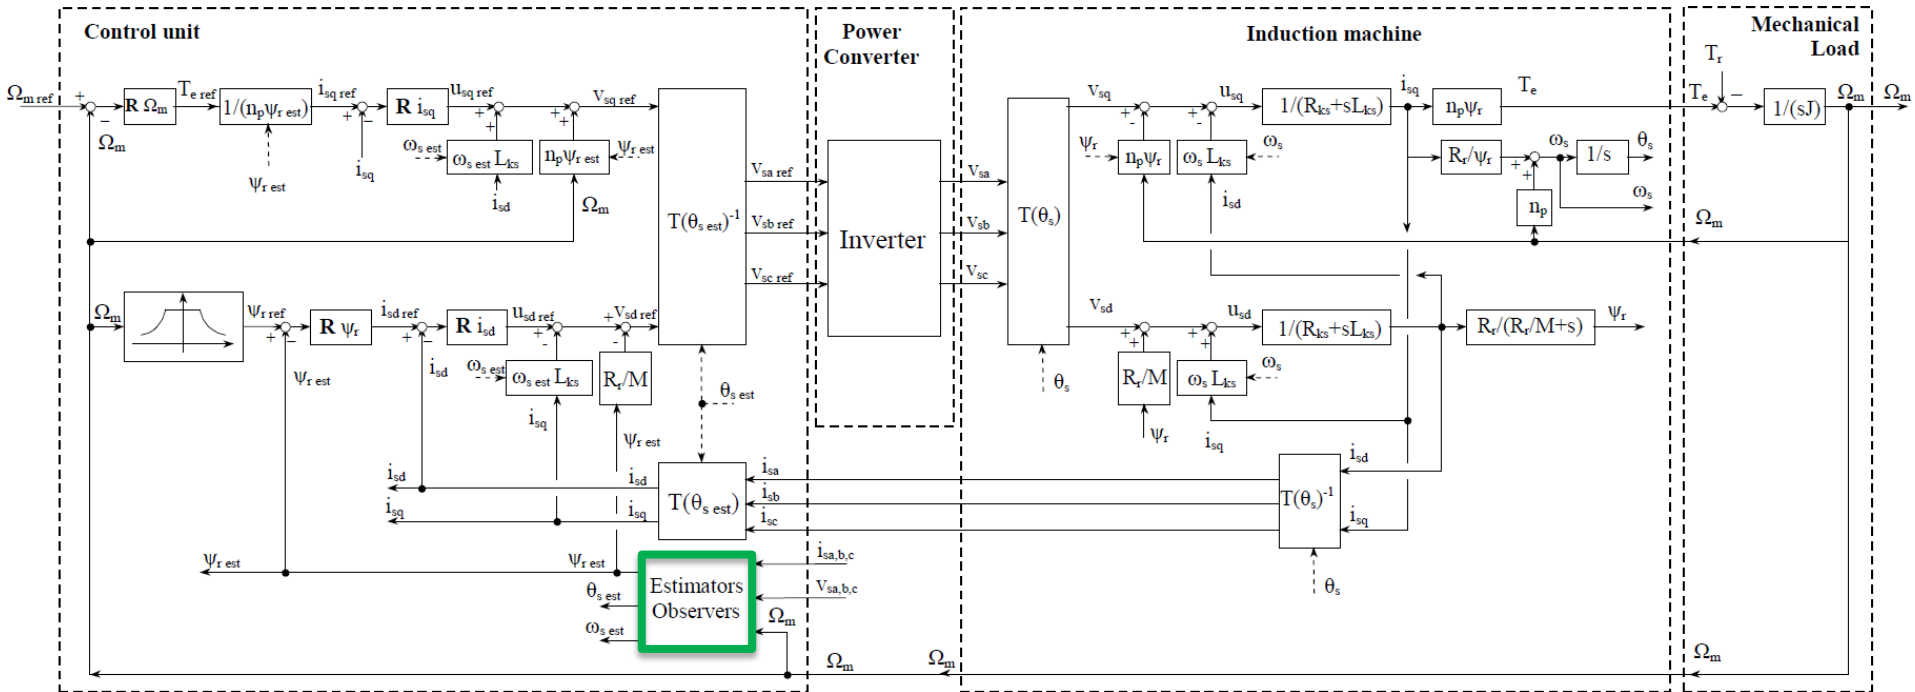 Control unit
Power
Converter
Induction machine
Mechanical
Load
Ωm ref
+
−
Ωm
R Ωm
Te ref
1/(npψr est)
ψr est
isq ref
+
−
isq
R isq
usq ref
+
+
ωs est
ωs est Lks
isd
+
+
npψr est
ψr est
Ωm
Vsq ref
T(θs est)-1
Vsa ref
Vsb ref
Vsc ref
Inverter
Vsa
Vsb
Vsc
T(θs)
θs
Vsq
+
-
ψr
npψr
+
-
usq
ωs Lks
ωs
isd
1/(Rks+sLks)
isq
npψr
Te
Rr/ψr
+
+
np
ωs
1/s
θs
ωs
Ωm
Te
Tr
−
1/(sJ)
Ωm
Ωm
Ωm
ψr ref
+
−
ψr est
R ψr
isd ref
+
−
isd
R isd
usd ref
+
-
ωs est
ωs est Lks
isq
+
-
Vsd ref
Rr/M
ψr est
θs est
Vsd
+
+
Rr/M
ψr
+
+
usd
ωs Lks
ωs
isq
1/(Rks+sLks)
Rr/(Rr/M+s)
ψr
isd
isd
isq
isq
T(θs est)
isa
isb
isc
T(θs)-1
isd
isq
θs
ψr est
ψr est
θs est
ωs est
Estimators
Observers
isa,b,c
Vsa,b,c
Ωm
Ωm
Ωm
Ωm